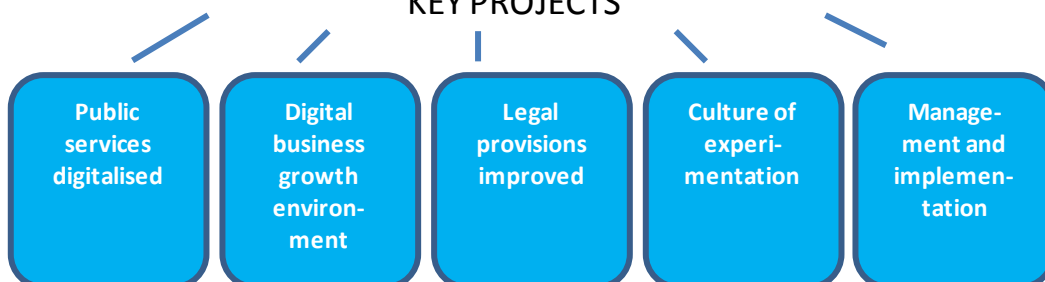 KEY PROJECTS
Public
services
digitalised
Digital
business
growth
environ-
ment
Legal
provisions
improved
Culture of
experi-
mentation
Manage-
ment and
implemen-
tation